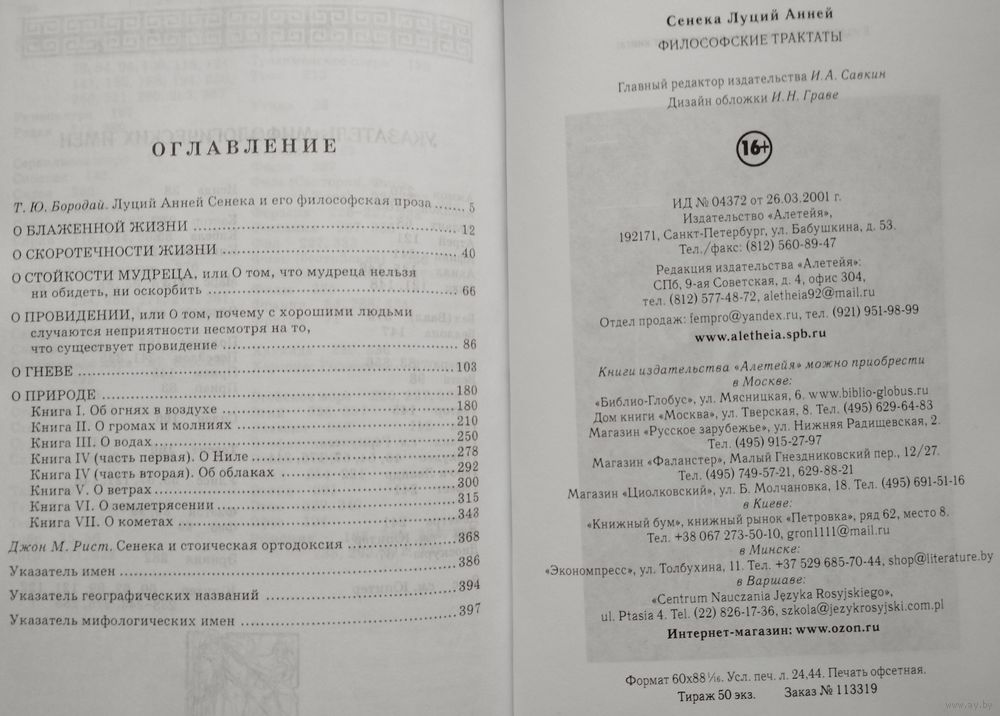 ОГЛАВЛЕНИЕ
Т. Ю. Бородай. Луций Анней Сенека и его философская проза ....... 5
О БЛАЖЕННОЙ ЖИЗНИ ........ 12
О СКОРОТЕЧНОСТИ ЖИЗНИ ........ 40
О СТОЙКОСТИ МУДРЕЦА, или О том, что мудреца нельзя
ни обидеть, ни оскорбить ........ 66
О ПРОВИДЕНИИ, или О том, почему с хорошими людьми
случаются неприятности несмотря на то,
что существует провидение ........ 86
О ГНЕВЕ ........ 103
О ПРИРОДЕ ........ 180
Книга I. Об огнях в воздухе ........ 180
Книга II. О громах и молниях ........ 210
Книга III. О водах ........ 250
Книга IV (часть первая). О Ниле ........ 278
Книга IV (часть вторая). Об облаках ........ 292
Книга V. О ветрах ........ 300
Книга VI. О землетрясении ........ 315
Книга VII. О кометах ........ 343
Джон М. Рист. Сенека и стоическая ортодоксия ........ 368
Указатель имен ........ 386
Указатель географических названий ........ 394
Указатель мифологических имен ........ 397
Сенека Луций Анней
ФИЛОСОФСКИЕ ТРАКТАТЫ
Главный редактор издательства И. А. Савкин
Дизайн обложки И. Н. Граве
16+
ИД № 04372 от 26.03.2001 г.
Издательство «Алетейя»,
192171, Санкт-Петербург, ул. Бабушкина, д. 53.
Тел./факс: (812) 560-89-47
Редакция издательства «Алетейя»:
СПб, 9-ая Советская, д. 4, офис 304,
тел. (812) 577-48-72, aletheia92@mail.ru
Отдел продаж: fempro@yandex.ru, тел. (921) 951-98-99
www.aletheia.spb.ru
Книги издательства «Алетейя» можно приобрести
в Москве:
«Библио-Глобус», ул. Мясницкая, 6. www.biblio-globus.ru
Дом книги «Москва», ул. Тверская, 8. Тел. (495) 629-64-83
Магазин «Русское зарубежье», ул. Нижняя Радищевская, 2.
Тел. (495) 915-27-97
Магазин «Фаланстер», Малый Гнездниковский пер., 12/27.
Тел. (495) 749-57-21, 629-88-21
Магазин «Циолковский», ул. Б. Молчановка, 18. Тел. (495) 691-51-16
в Киеве:
«Книжный бум», книжный рынок «Петровка», ряд 62, место 8.
Тел. +38 067 273-50-10, gron1111@mail.ru
в Минске:
«Экономпресс», ул. Толбухина, 11. Тел. +37 529 685-70-44, shop@literature.by
в Варшаве:
«Centrum Nauczania Języka Rosyjskiego»,
ul. Ptasia 4. Tel. (22) 826-17-36, szkola@jezykrosyjski.com.pl
Интернет-магазин: www.ozon.ru
Формат 60х88 1/16. Усл. печ. л. 24,44. Печать офсетная.
Тираж 50 экз. Заказ № 113319
www.ay.by